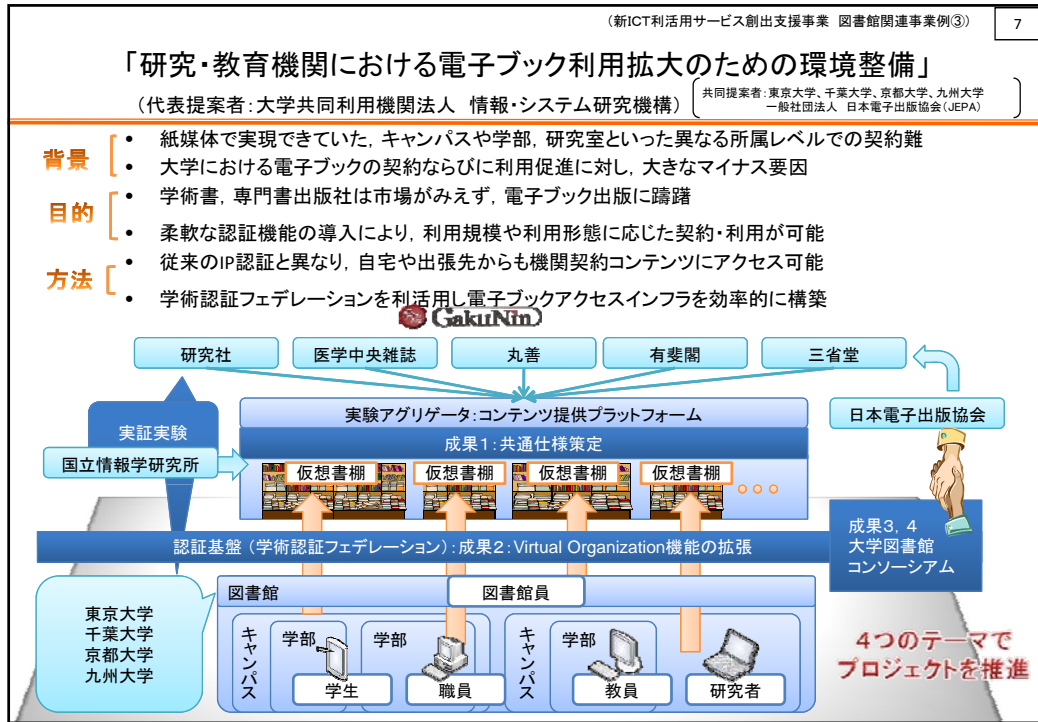 (新ICT利活用サービス創出支援事業 図書館関連事業例③)
7
「研究・教育機関における電子ブック利用拡大のための環境整備」
(代表提案者:大学共同利用機関法人 情報・システム研究機構)
共同提案者:東京大学、千葉大学、京都大学、九州大学
一般社団法人 日本電子出版協会(JEPA)
背景
• 紙媒体で実現できていた, キャンパスや学部, 研究室といった異なる所属レベルでの契約難
• 大学における電子ブックの契約ならびに利用促進に対し, 大きなマイナス要因
目的
• 学術書, 専門書出版社は市場がみえず, 電子ブック出版に躊躇
• 柔軟な認証機能の導入により, 利用規模や利用形態に応じた契約・利用が可能
方法
• 従来のIP認証と異なり, 自宅や出張先からも機関契約コンテンツにアクセス可能
• 学術認証フェデレーションを利活用し電子ブックアクセスインフラを効率的に構築
GakuNin
研究社
医学中央雑誌
丸善
有斐閣
三省堂
実験アグリゲータ:コンテンツ提供プラットフォーム
日本電子出版協会
実証実験
成果1:共通仕様策定
国立情報学研究所
仮想書棚
仮想書棚
仮想書棚
仮想書棚
認証基盤(学術認証フェデレーション):成果2:Virtual Organization機能の拡張
成果3, 4
大学図書館
コンソーシアム
図書館
図書館員
東京大学
千葉大学
京都大学
九州大学
キャンパス
学部
学生
学部
職員
キャンパス
学部
教員
研究者
4つのテーマで
プロジェクトを推進